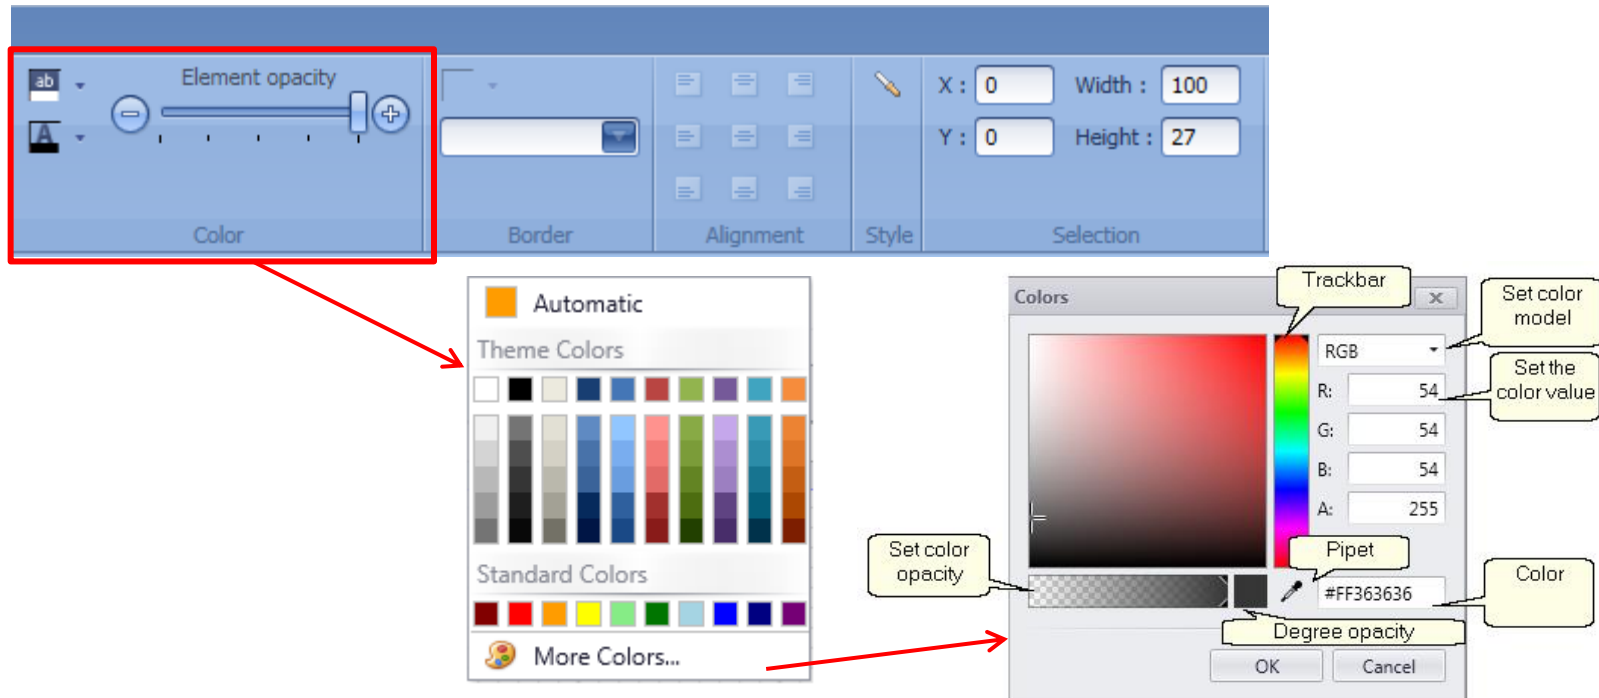 ab
Element opacity
A
X : 0 Width : 100
Y : 0 Height : 27
Color
Border
Alignment
Style
Selection
Automatic
Theme Colors
Standard Colors
More Colors...
Colors
Trackbar
Set color
model
RGB
Set the
color value
R: 54
G: 54
B: 54
A: 255
Set color
opacity
Pipet
#FF363636
Color
Degree opacity
OK
Cancel